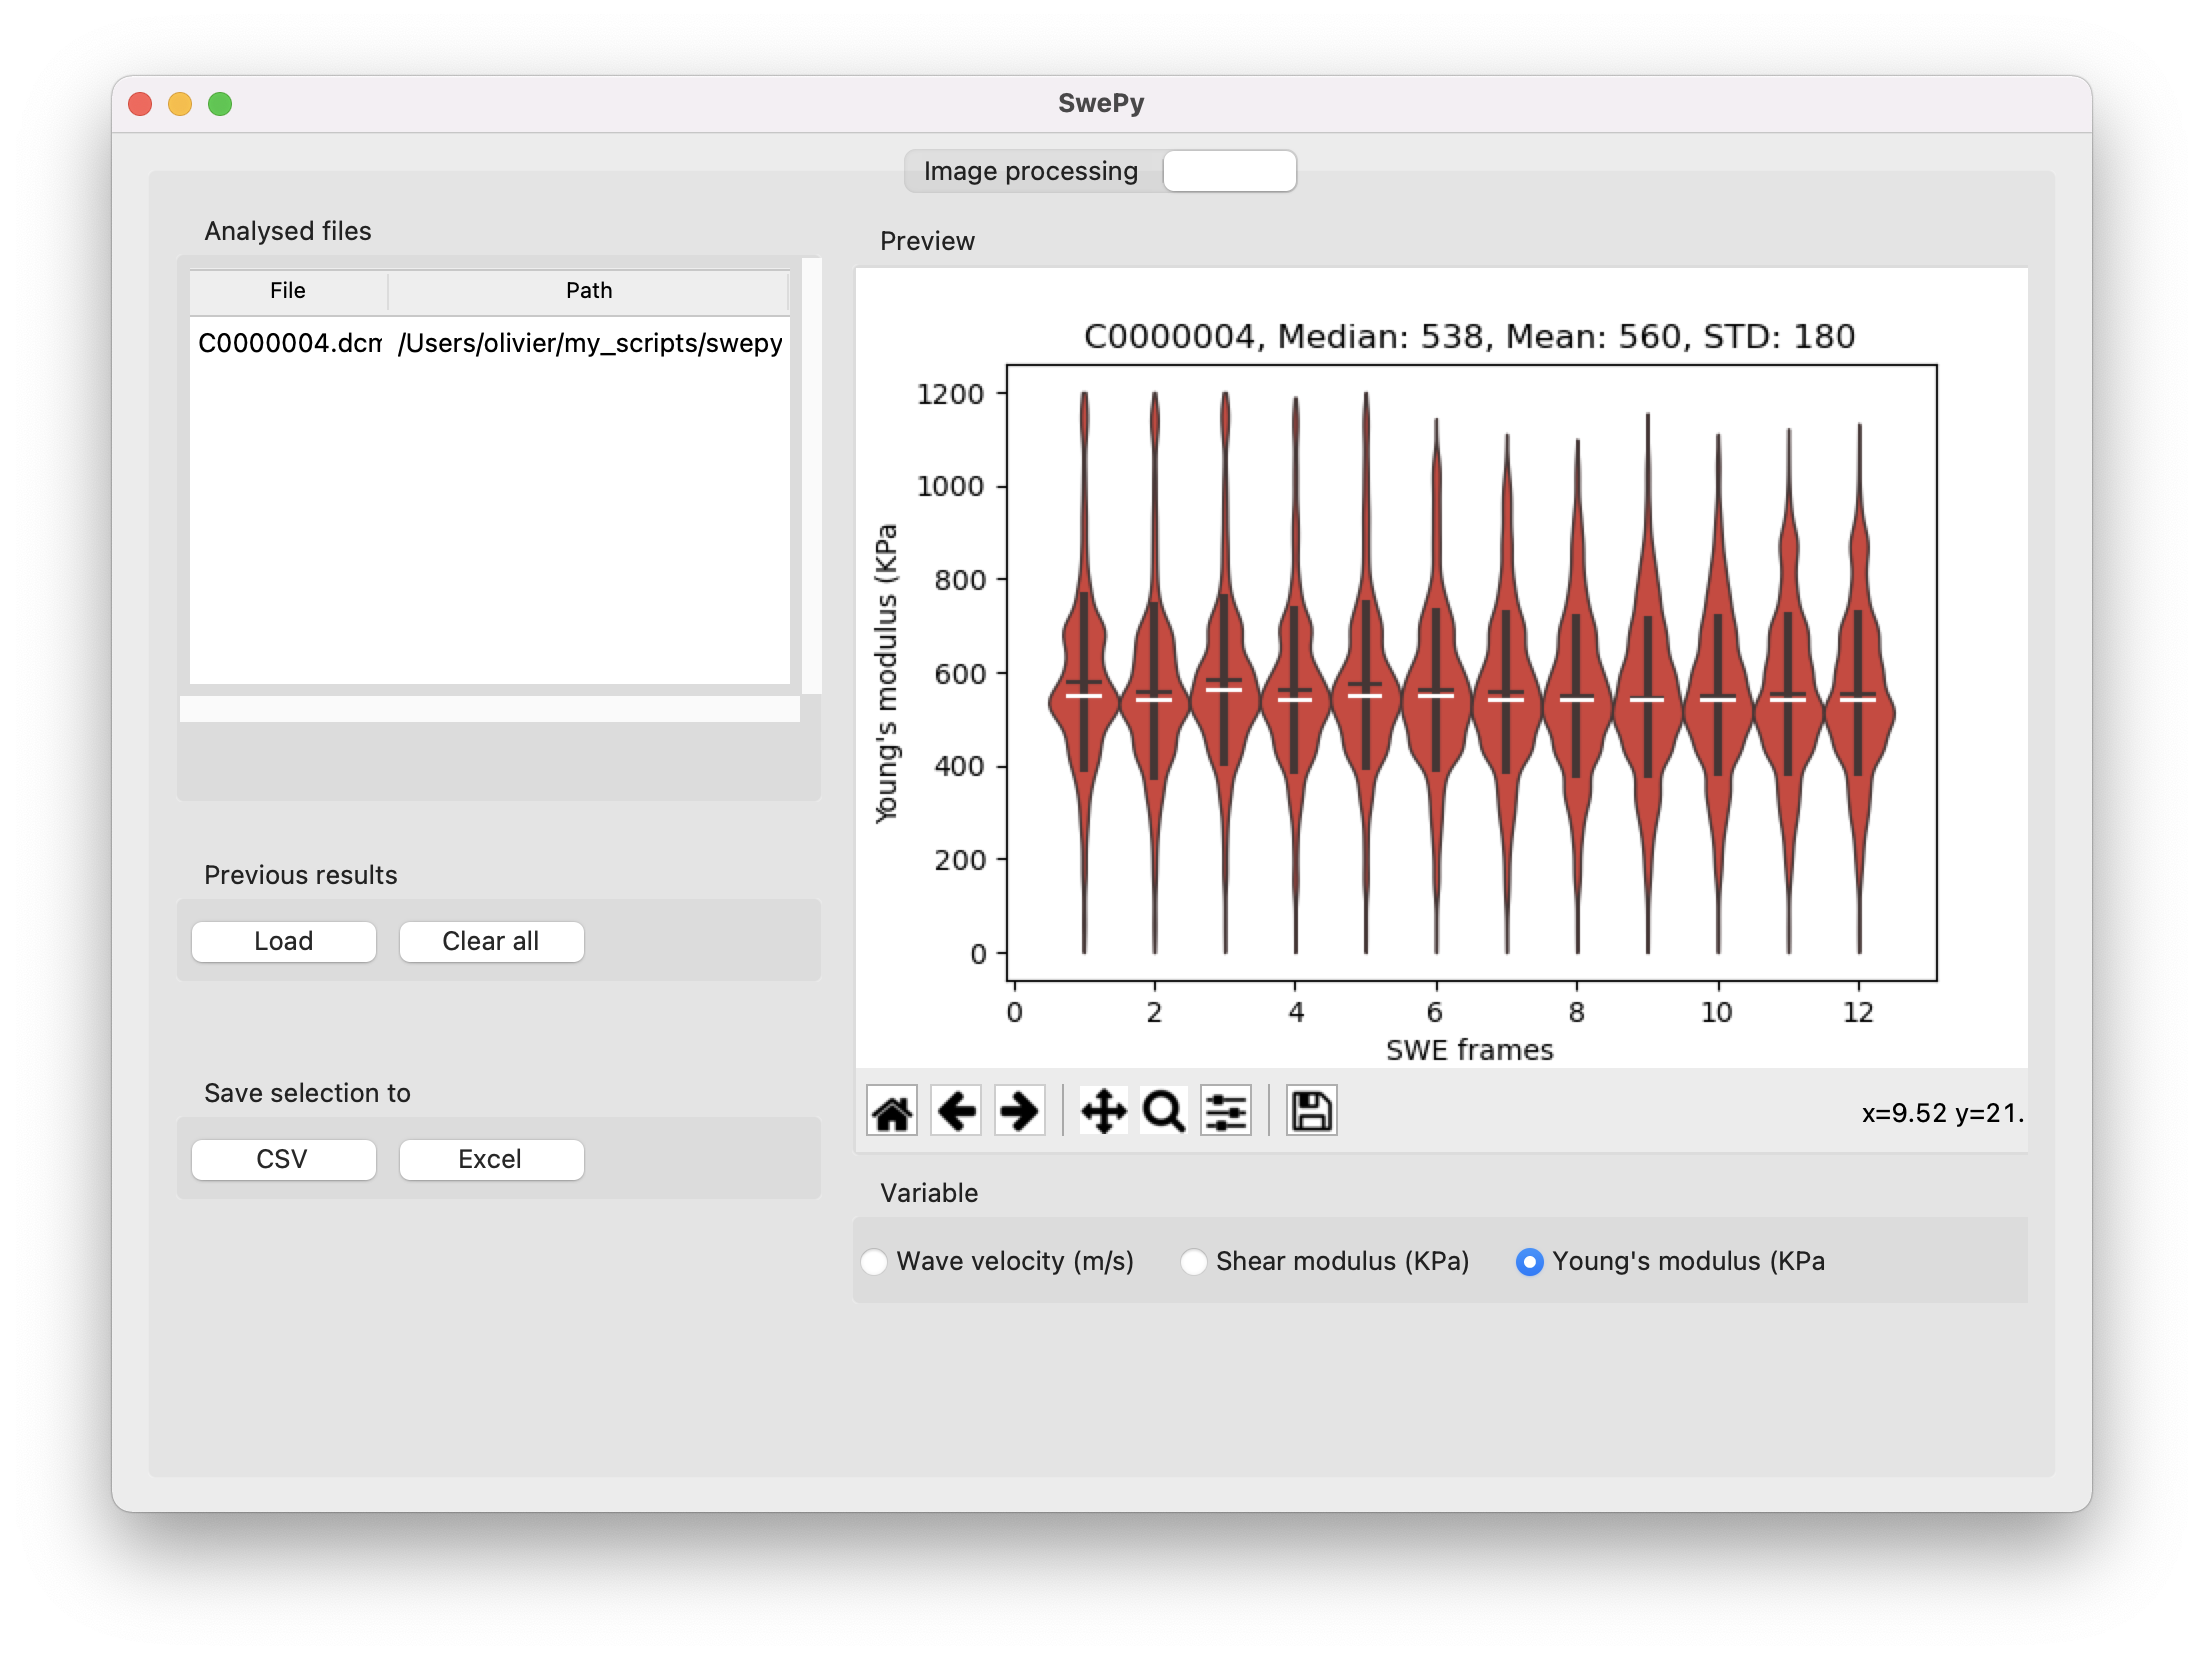 SwePy
Image processing
Analysed files
File Path
C0000004.dcm /Users/olivier/my_scripts/swepy
Previous results
Load Clear all
Save selection to
CSV Excel
Preview
C0000004, Median: 538, Mean: 560, STD: 180
Young's modulus (KPa
1200
1000
800
600
400
200
0
0 2 4 6 8 10 12
SWE frames
x=9.52 y=21.
Variable
Wave velocity (m/s) Shear modulus (KPa) Young's modulus (KPa